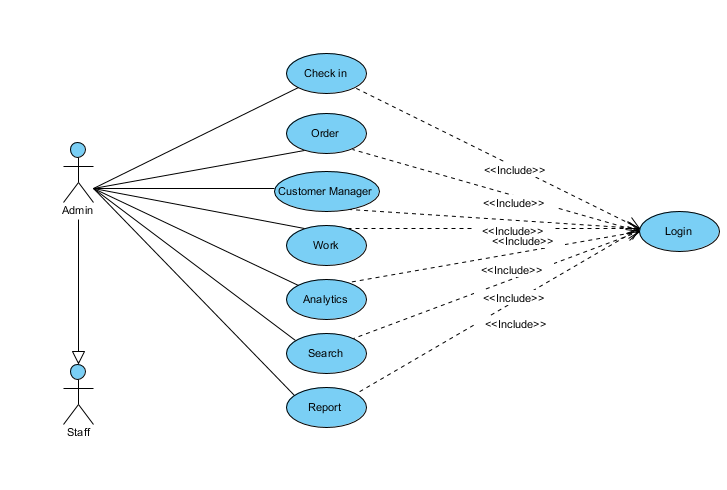 Check in
Order
Customer Manager
Work
Analytics
Search
Report
Admin
Staff
Login
<<Include>>
<<Include>>
<<Include>>
<<Include>>
<<Include>>
<<Include>>
<<Include>>